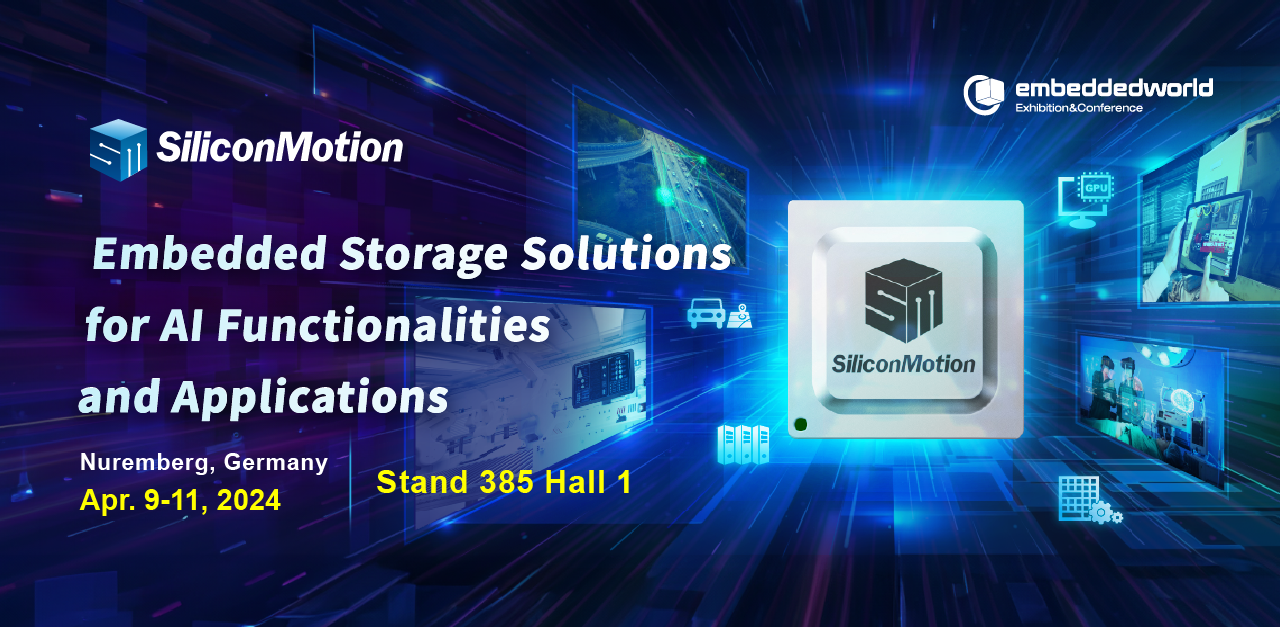 embeddedworld
Exhibition&Conference
SiliconMotion
GPU
Embedded Storage Solutions
for AI Functionalities
and Applications
SiliconMotion
Nuremberg, Germany
Apr. 9-11, 2024
Stand 385 Hall 1